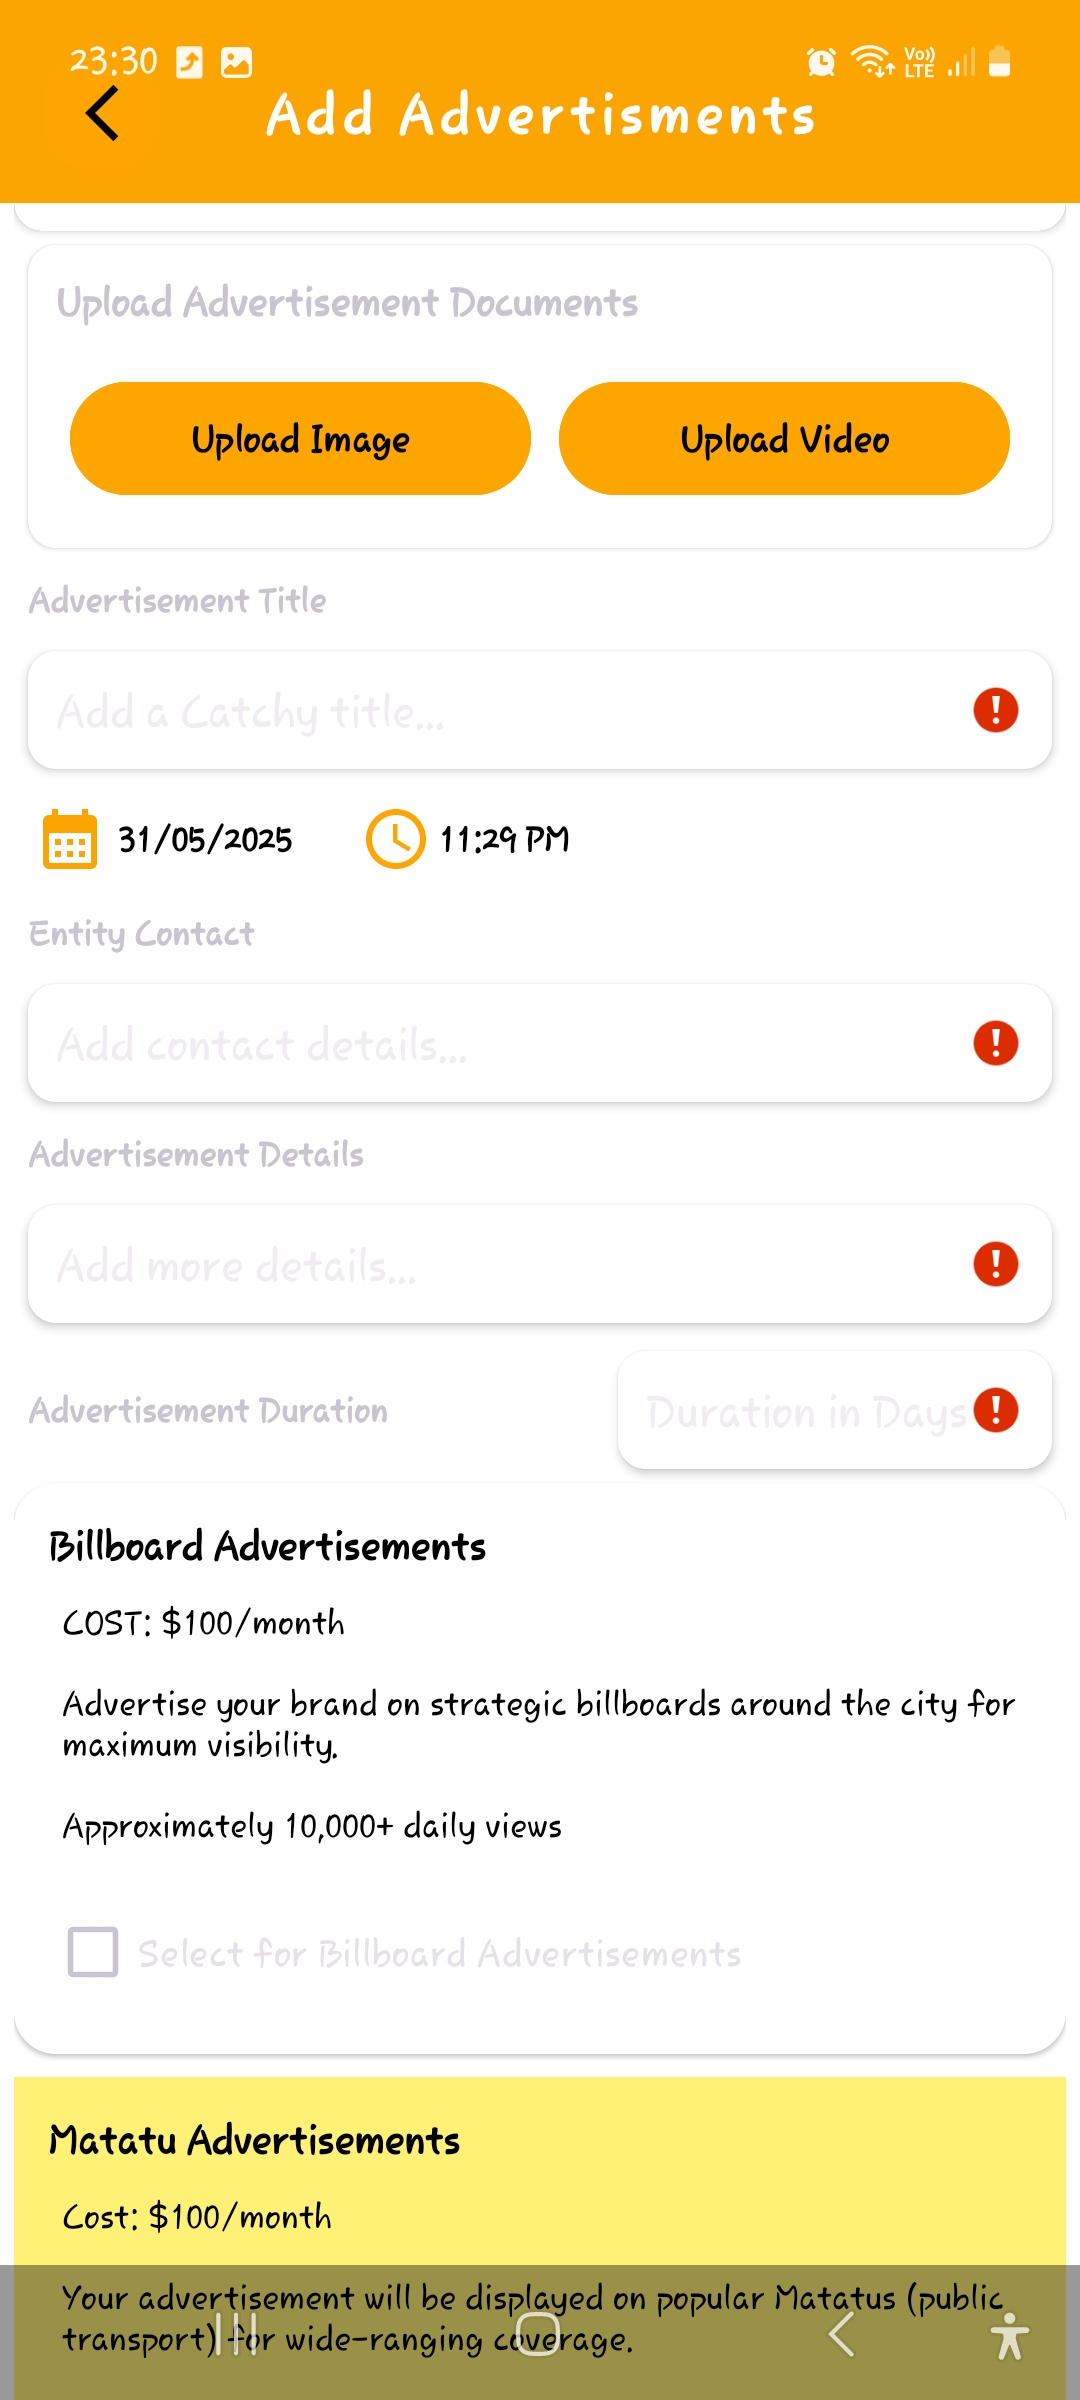 23:30
Vo))
LTE
Add Advertisments
Upload Advertisement Documents
Upload Image
Upload Video
Advertisement Title
Add a Catchy title...
31/05/2025
11:29 PM
Entity Contact
Add contact details...
Advertisement Details
Add more details...
Advertisement Duration
Duration in Days
Billboard Advertisements
COST: $100/month
Advertise your brand on strategic billboards around the city for
maximum visibility.
Approximately 10,000+ daily views
Select for Billboard Advertisements
Matatu Advertisements
Cost: $100/month
Your advertisement will be displayed on popular Matatus (public
transport) for wide-ranging coverage.